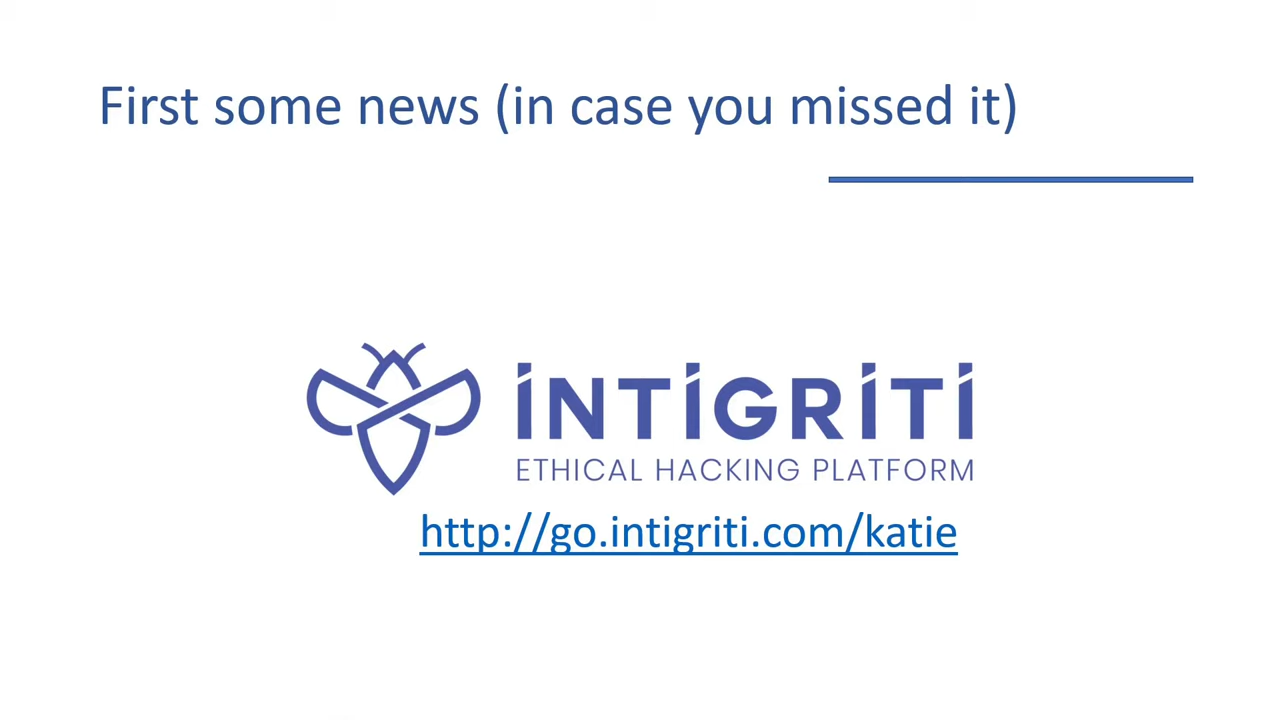 First some news (in case you missed it)
INTIGRITI
ETHICAL HACKING PLATFORM
http://go.intigriti.com/katie